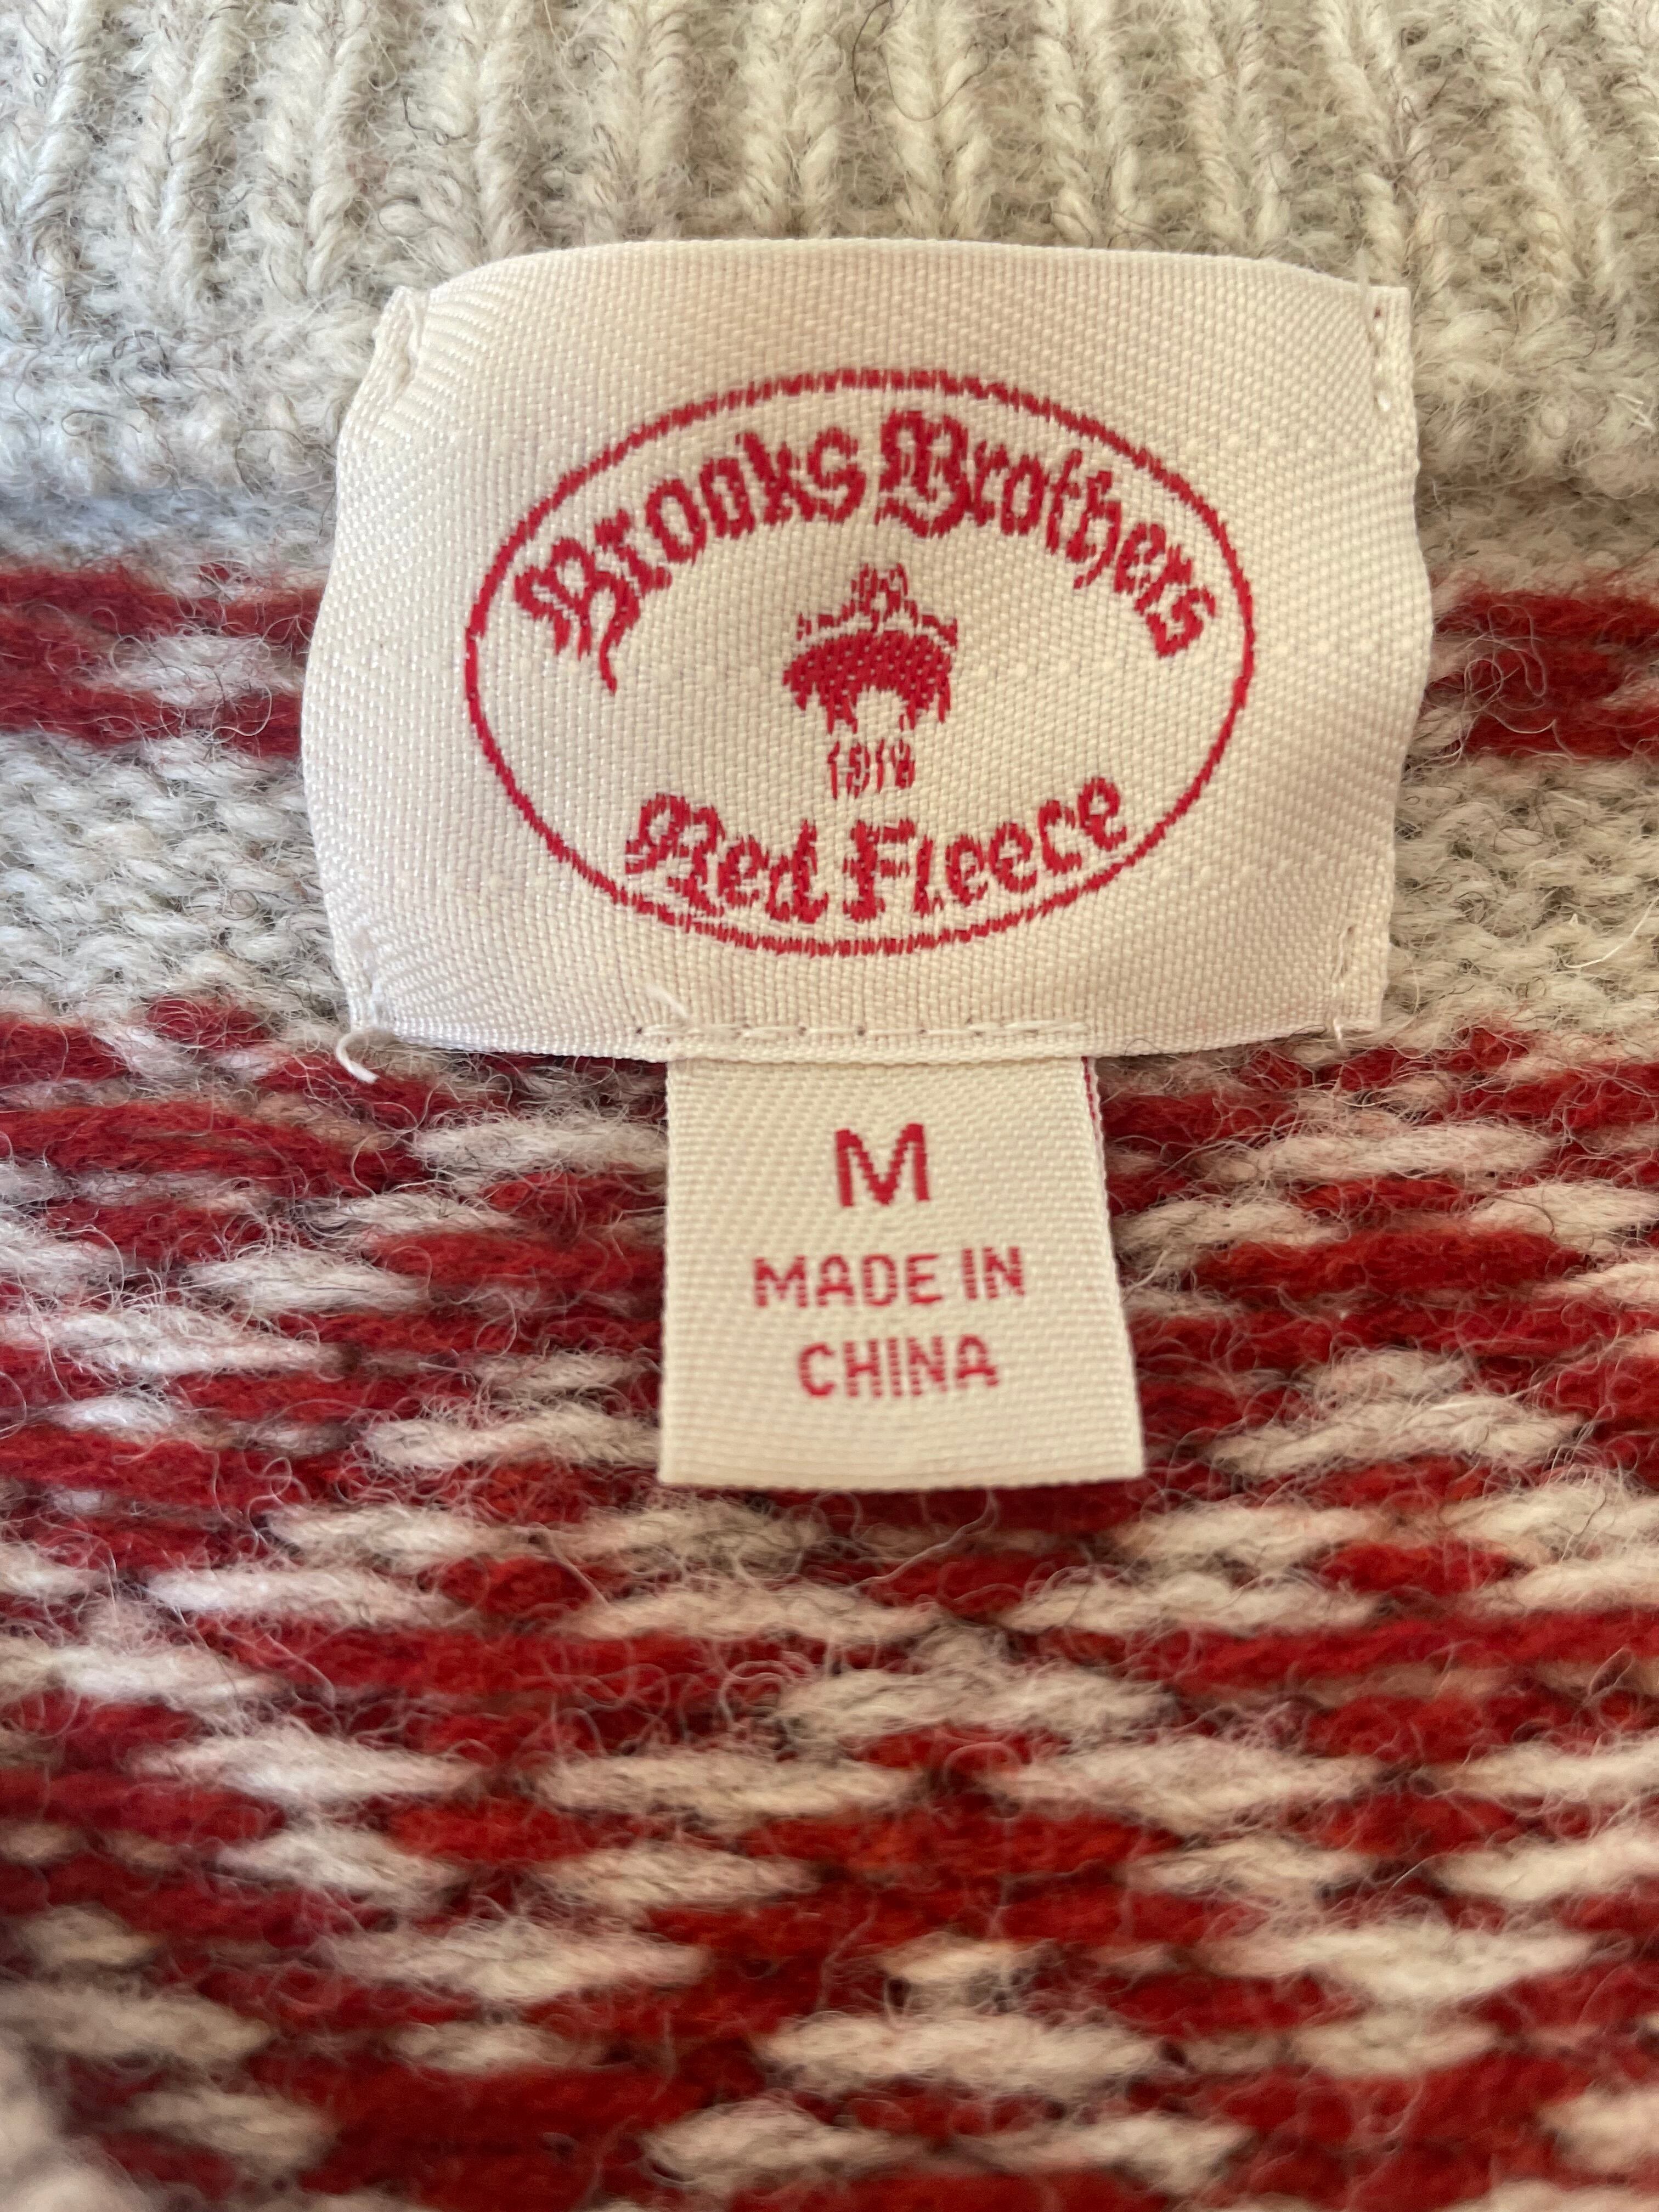 Brooks Brothers
1818
Red Fleece
M
MADE IN
CHINA